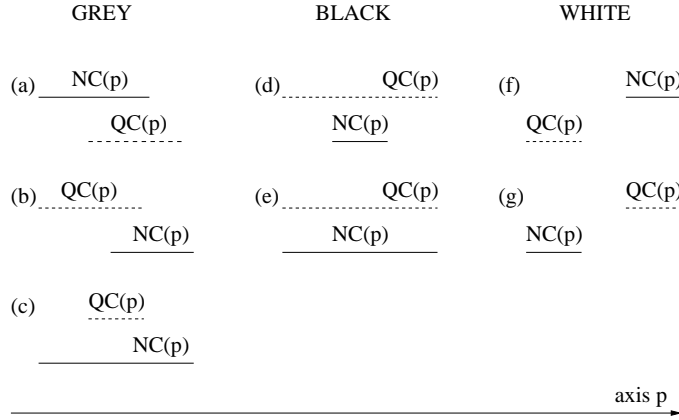 GREY BLACK WHITE
(a) NC(p) (d) QC(p) (f) NC(p)
QC(p) NC(p) QC(p)
(b) QC(p) (e) QC(p) (g) QC(p)
NC(p) NC(p) NC(p)
(c) QC(p)
NC(p)
axis p